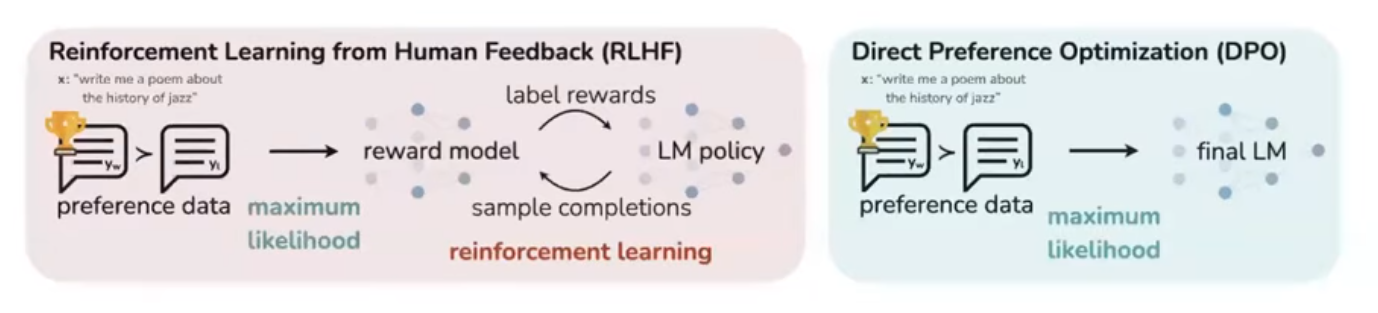 Reinforcement Learning from Human Feedback (RLHF)
x: "write me a poem about
the history of jazz"
label rewards
yw
>
yl
reward model
LM policy
preference data
maximum
likelihood
sample completions
reinforcement learning
Direct Preference Optimization (DPO)
x: "write me a poem about
the history of jazz"
yw
>
yl
final LM
preference data
maximum
likelihood